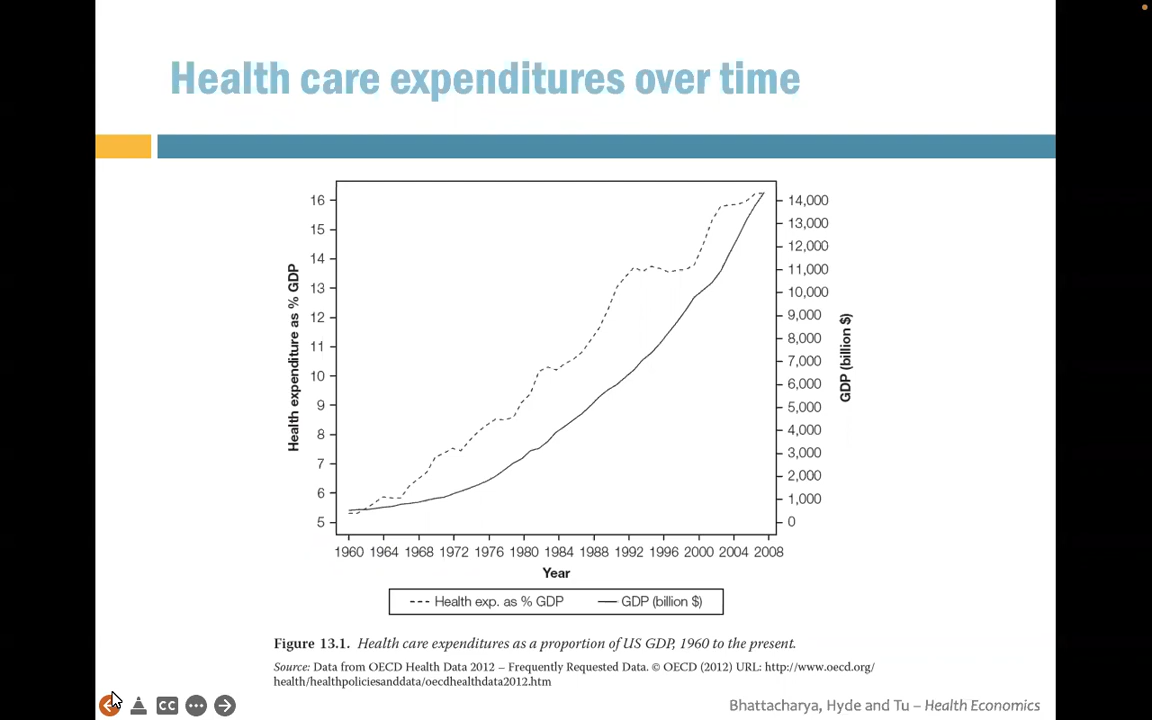 Health care expenditures over time
16
15
14
13
12
11
10
9
8
7
6
5
Health expenditure as % GDP
14,000
13,000
12,000
11,000
10,000
9,000
8,000
7,000
6,000
5,000
4,000
3,000
2,000
1,000
0
GDP (billion $)
1960 1964 1968 1972 1976 1980 1984 1988 1992 1996 2000 2004 2008
Year
Health exp. as % GDP GDP (billion $)
Figure 13.1. Health care expenditures as a proportion of US GDP, 1960 to the present.
Source: Data from OECD Health Data 2012 – Frequently Requested Data. © OECD (2012) URL: http://www.oecd.org/
health/healthpoliciesanddata/oecdhealthdata2012.htm
CC
Bhattacharya, Hyde and Tu – Health Economics